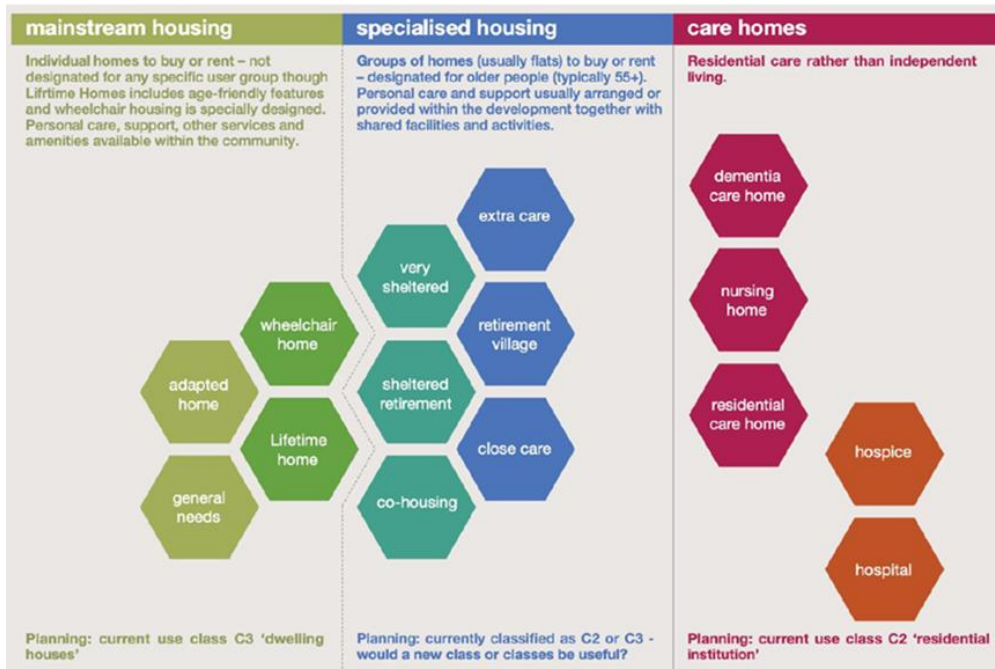 mainstream housing
Individual homes to buy or rent – not
designated for any specific user group though
Lifrtime Homes includes age-friendly features
and wheelchair housing is specially designed.
Personal care, support, other services and
amenities available within the community.
specialised housing
Groups of homes (usually flats) to buy or rent
– designated for older people (typically 55+).
Personal care and support usually arranged or
provided within the development together with
shared facilities and activities.
care homes
Residential care rather than independent
living.
adapted
home
general
needs
wheelchair
home
Lifetime
home
very
sheltered
sheltered
retirement
co-housing
extra care
retirement
village
close care
dementia
care home
nursing
home
residential
care home
hospice
hospital
Planning: current use class C3 ‘dwelling
houses’
Planning: currently classified as C2 or C3 -
would a new class or classes be useful?
Planning: current use class C2 ‘residential
institution’